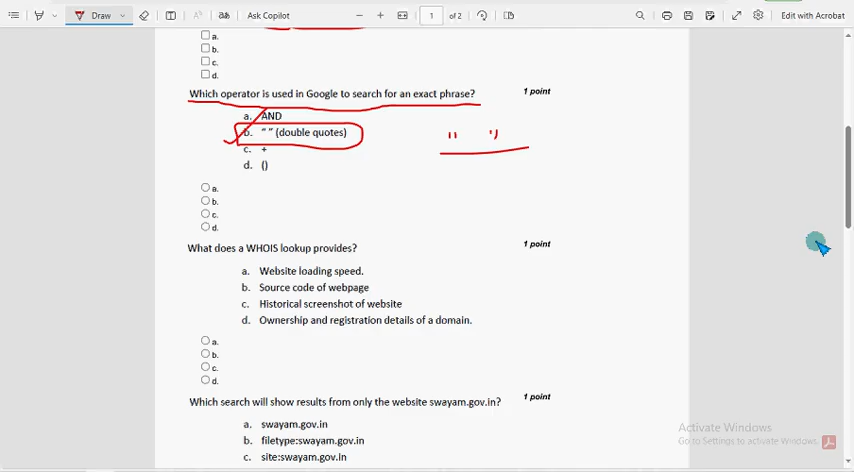 Draw
Ask Copilot
1
of 2
Edit with Acrobat
a.
b.
c.
d.
Which operator is used in Google to search for an exact phrase?
1 point
a. AND
b. “ ” (double quotes)
" "
c. +
d. ()
a.
b.
c.
d.
What does a WHOIS lookup provides?
1 point
a. Website loading speed.
b. Source code of webpage
c. Historical screenshot of website
d. Ownership and registration details of a domain.
a.
b.
c.
d.
Which search will show results from only the website swayam.gov.in?
1 point
a. swayam.gov.in
b. filetype:swayam.gov.in
c. site:swayam.gov.in
Activate Windows
Go to Settings to activate Windows.